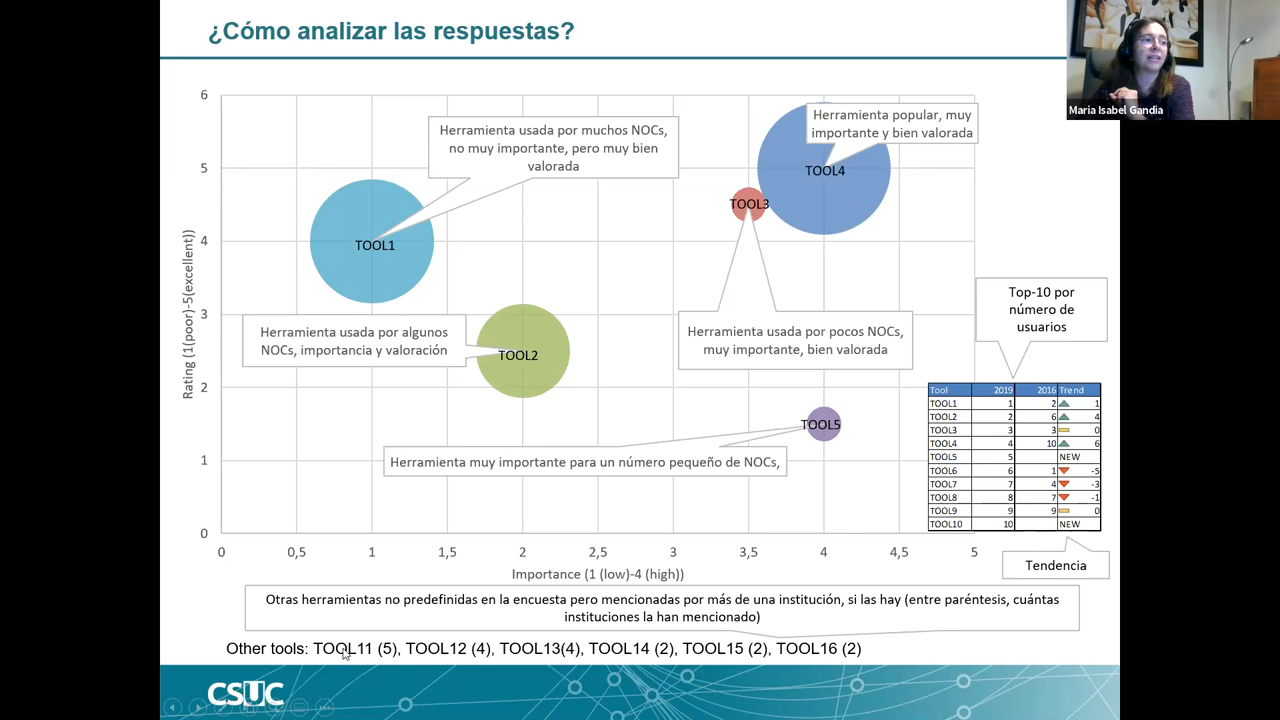 ¿Cómo analizar las respuestas?
Maria Isabel Gandia
6
5
4
3
2
1
0
Rating (1(poor)-5(excellent))
Herramienta usada por muchos NOCs,
no muy importante, pero muy bien
valorada
Herramienta popular, muy
importante y bien valorada
TOOL4
TOOL3
TOOL1
Herramienta usada por algunos
NOCs, importancia y valoración
TOOL2
Herramienta usada por pocos NOCs,
muy importante, bien valorada
TOOL5
Herramienta muy importante para un número pequeño de NOCs,
Top-10 por
número de
usuarios
Tool 2019 2016 Trend
TOOL1 1 2 1
TOOL2 2 6 4
TOOL3 3 3 0
TOOL4 4 10 6
TOOL5 5 NEW
TOOL6 6 1 -5
TOOL7 7 4 -3
TOOL8 8 7 -1
TOOL9 9 9 0
TOOL10 10 NEW
0 0,5 1 1,5 2 2,5 3 3,5 4 4,5 5
Importance (1 (low)-4 (high))
Tendencia
Otras herramientas no predefinidas en la encuesta pero mencionadas por más de una institución, si las hay (entre paréntesis, cuántas
instituciones la han mencionado)
Other tools: TOOL11 (5), TOOL12 (4), TOOL13(4), TOOL14 (2), TOOL15 (2), TOOL16 (2)
CSUC